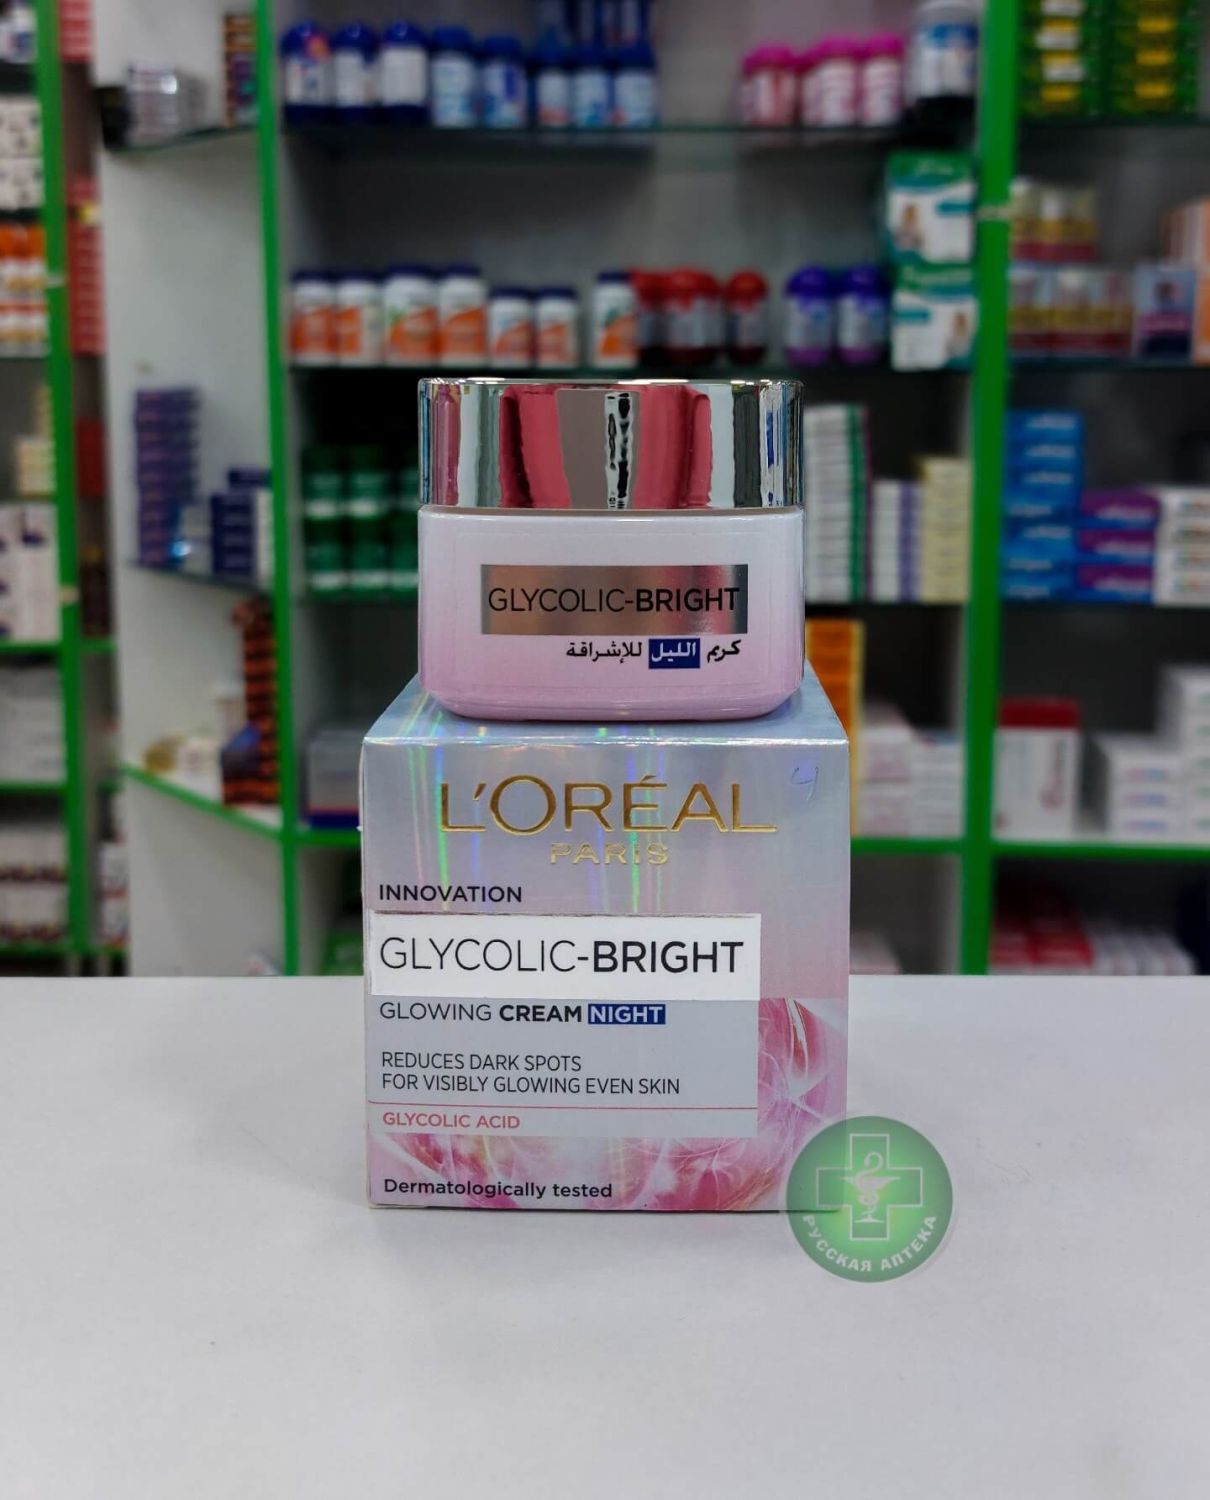 GLYCOLIC-BRIGHT
كريم الليل للإشراقة
L'ORÉAL
PARIS
INNOVATION
GLYCOLIC-BRIGHT
GLOWING CREAM NIGHT
REDUCES DARK SPOTS
FOR VISIBLY GLOWING EVEN SKIN
GLYCOLIC ACID
Dermatologically tested
РУССКАЯ АПТЕКА